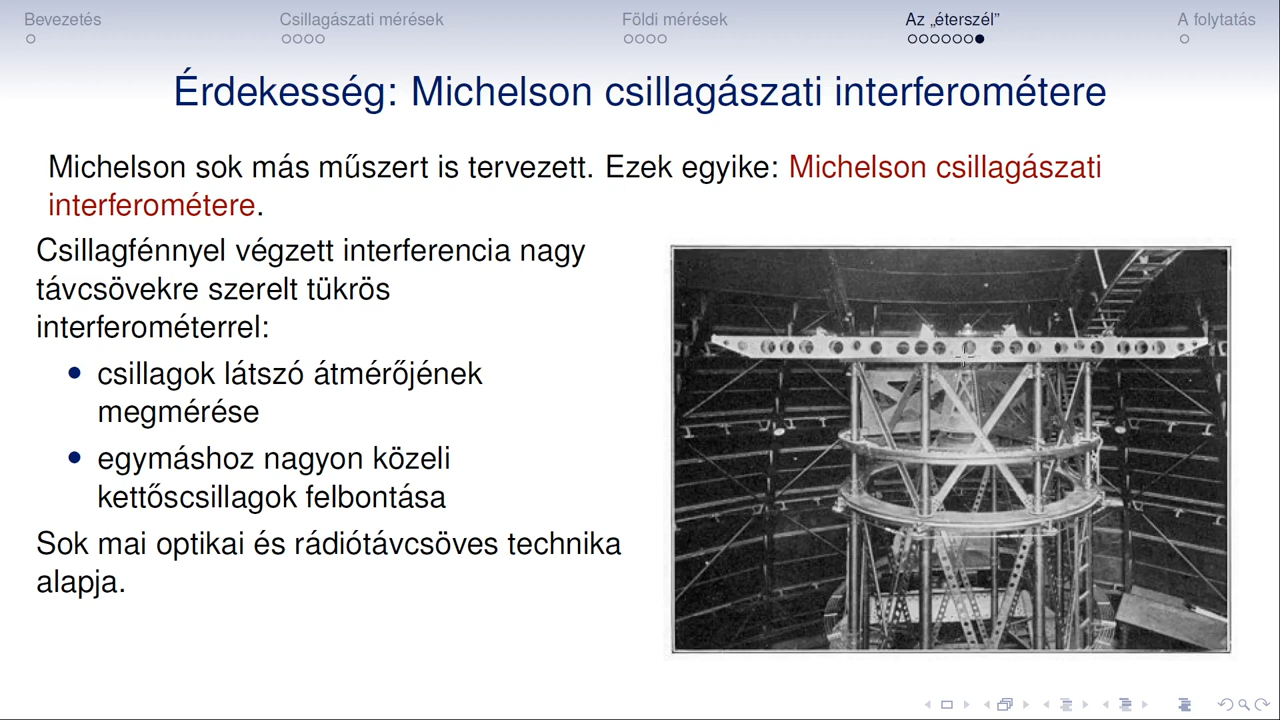 Bevezetés
Csillagászati mérések
Földi mérések
Az „éterszél”
A folytatás
Érdekesség: Michelson csillagászati interferométere
Michelson sok más műszert is tervezett. Ezek egyike: Michelson csillagászati
interferométere.
Csillagfénnyel végzett interferencia nagy
távcsövekre szerelt tükrös
interferométerrel:
csillagok látszó átmérőjének
megmérése
egymáshoz nagyon közeli
kettőscsillagok felbontása
Sok mai optikai és rádiótávcsöves technika
alapja.